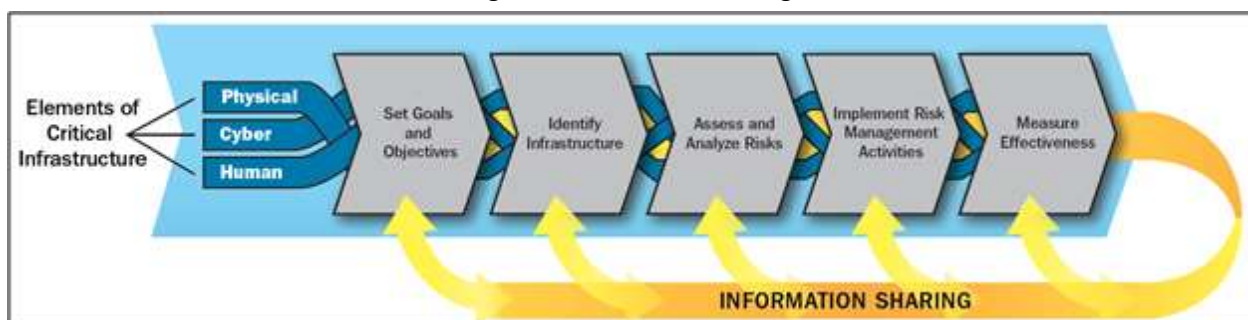 Elements of
Critical
Infrastructure
Physical
Cyber
Human
Set Goals
and
Objectives
Identify
Infrastructure
Assess and
Analyze Risks
Implement Risk
Management
Activities
Measure
Effectiveness
INFORMATION SHARING